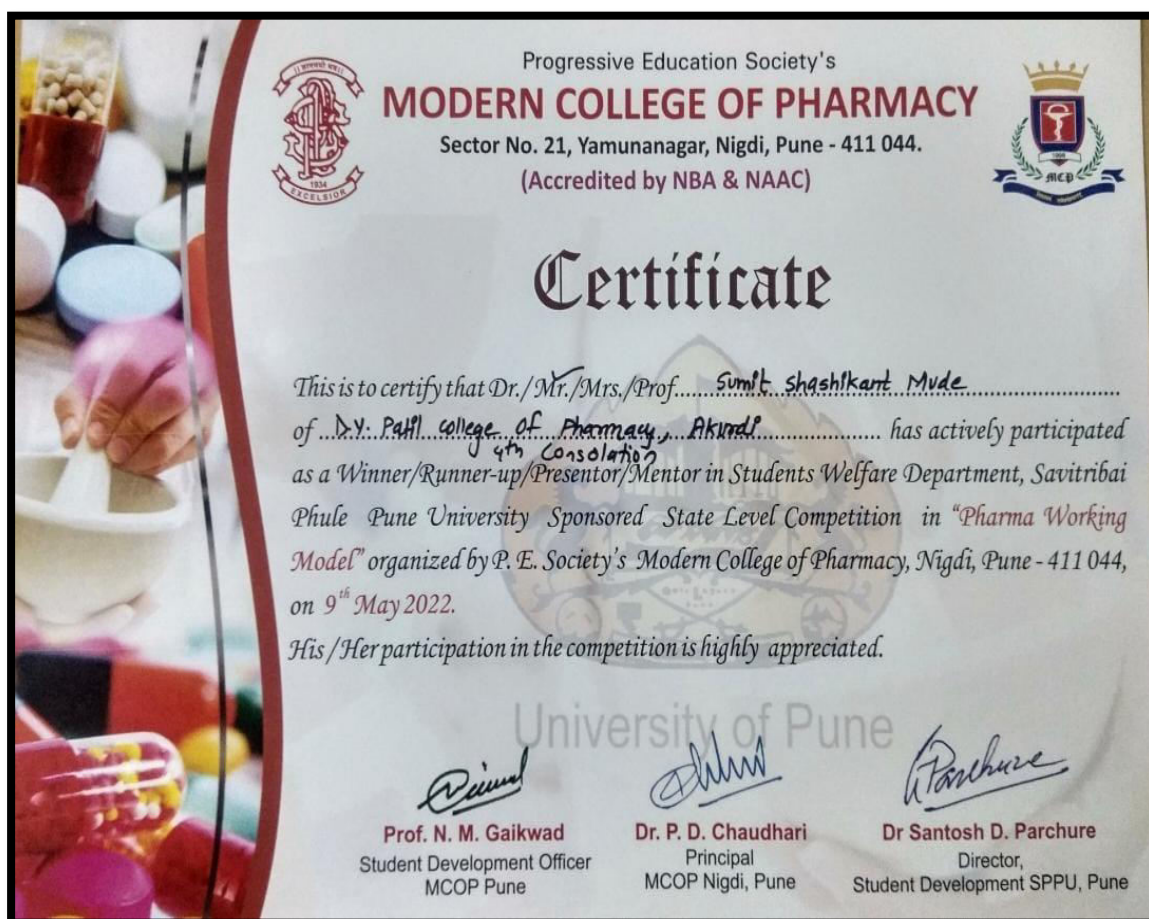 Progressive Education Society's
MODERN COLLEGE OF PHARMACY
Sector No. 21, Yamunanagar, Nigdi, Pune - 411 044.
(Accredited by NBA & NAAC)
1934
EXCELSIOR
1999
MCP
Certificate
This is to certify that Dr./Mr./Mrs./Prof.....Sumit Shashikant Mude..........
of ...D.Y. Patil college of Pharmacy, Akurdi............ has actively participated
4th Consolation
as a Winner/Runner-up/Presentor/Mentor in Students Welfare Department, Savitribai
Phule Pune University Sponsored State Level Competition in "Pharma Working
Model" organized by P. E. Society's Modern College of Pharmacy, Nigdi, Pune - 411 044,
on 9th May 2022.
His/Her participation in the competition is highly appreciated.
University of Pune
Parchure
Prof. N. M. Gaikwad
Dr. P. D. Chaudhari
Dr Santosh D. Parchure
Student Development Officer
Principal
Director,
MCOP Pune
MCOP Nigdi, Pune
Student Development SPPU, Pune